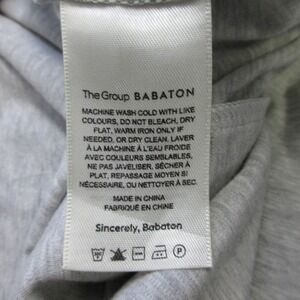 The Group BABATON
MACHINE WASH COLD WITH LIKE
COLOURS, DO NOT BLEACH, DRY
FLAT, WARM IRON ONLY IF
NEEDED, OR DRY CLEAN. LAVER
À LA MACHINE À L'EAU FROIDE
AVEC COULEURS SEMBLABLES,
NE PAS JAVELISER, SÉCHER À
PLAT, REPASSAGE MOYEN SI
NÉCESSAIRE, OU NETTOYER À SEC.
MADE IN CHINA
FABRIQUÉ EN CHINE
Sincerely, Babaton
P